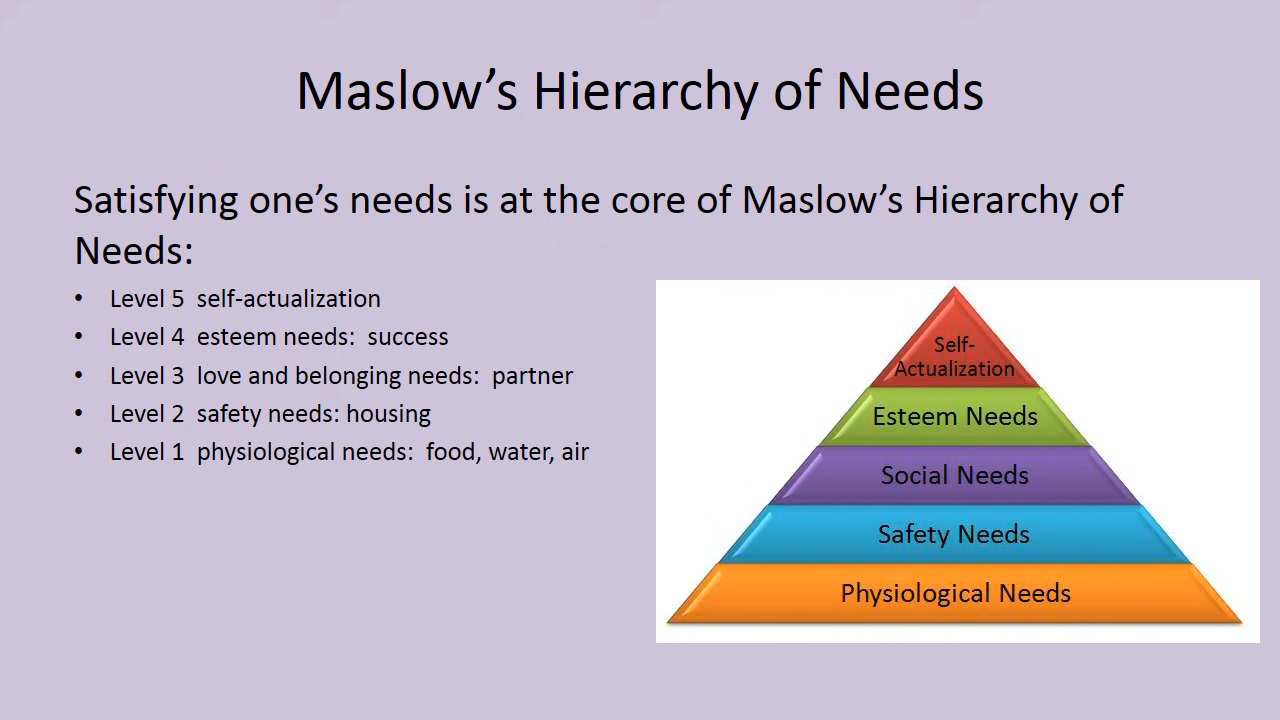 Maslow’s Hierarchy of Needs
Satisfying one’s needs is at the core of Maslow’s Hierarchy of
Needs:
• Level 5  self-actualization
• Level 4  esteem needs:  success
• Level 3  love and belonging needs:  partner
• Level 2  safety needs: housing
• Level 1  physiological needs:  food, water, air
Self-
Actualization
Esteem Needs
Social Needs
Safety Needs
Physiological Needs